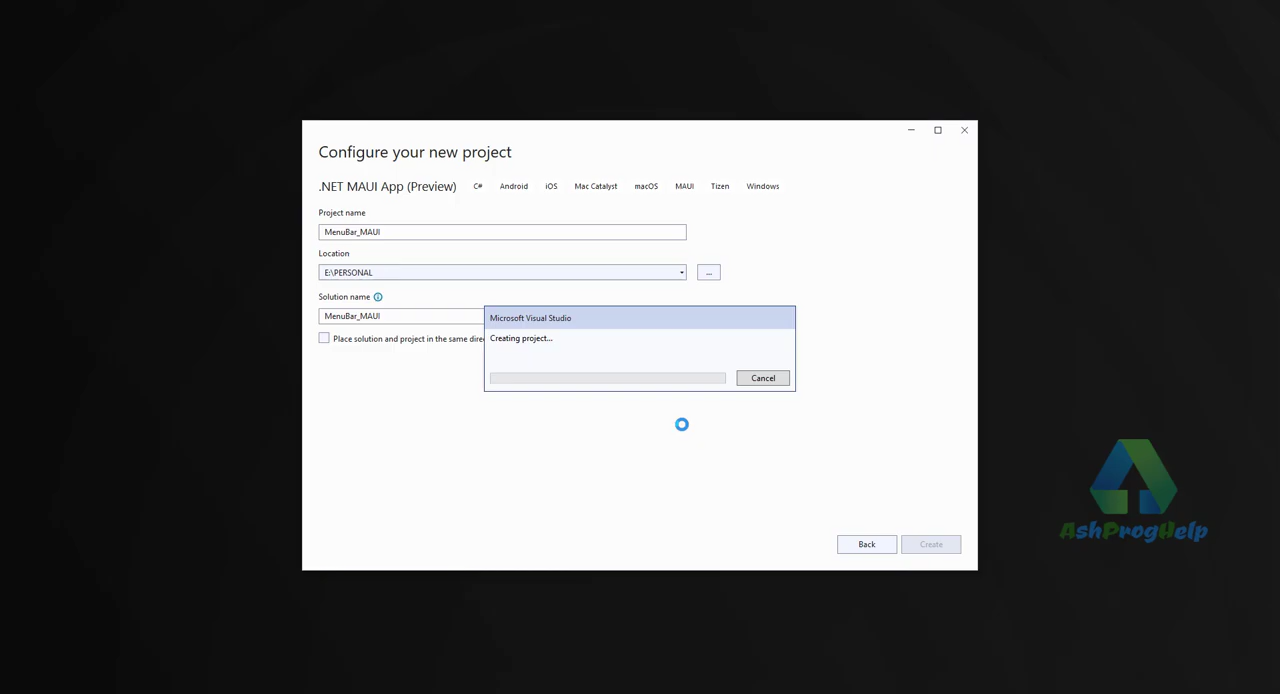 Configure your new project
.NET MAUI App (Preview) C# Android iOS Mac Catalyst macOS MAUI Tizen Windows
Project name
MenuBar_MAUI
Location
E:\PERSONAL
...
Solution name
MenuBar_MAUI
Place solution and project in the same dire
Microsoft Visual Studio
Creating project...
Cancel
AshProgHelp
Back Create